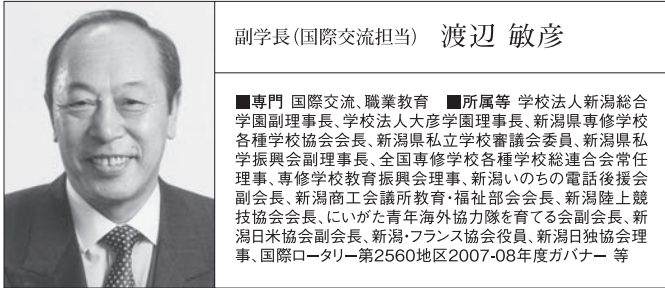 副学長(国際交流担当) 渡辺 敏彦
■専門 国際交流、職業教育 ■所属等 学校法人新潟総合
学園副理事長、学校法人大彦学園理事長、新潟県専修学校
各種学校協会会長、新潟県私立学校審議会委員、新潟県私
学振興会副理事長、全国専修学校各種学校総連合会常任
理事、専修学校教育振興会理事、新潟いのちの電話後援会
副会長、新潟商工会議所教育・福祉部会会長、新潟陸上競
技協会会長、にいがた青年海外協力隊を育てる会副会長、新
潟日米協会副会長、新潟・フランス協会役員、新潟日独協会理
事、国際ロータリー第2560地区2007-08年度ガバナー 等